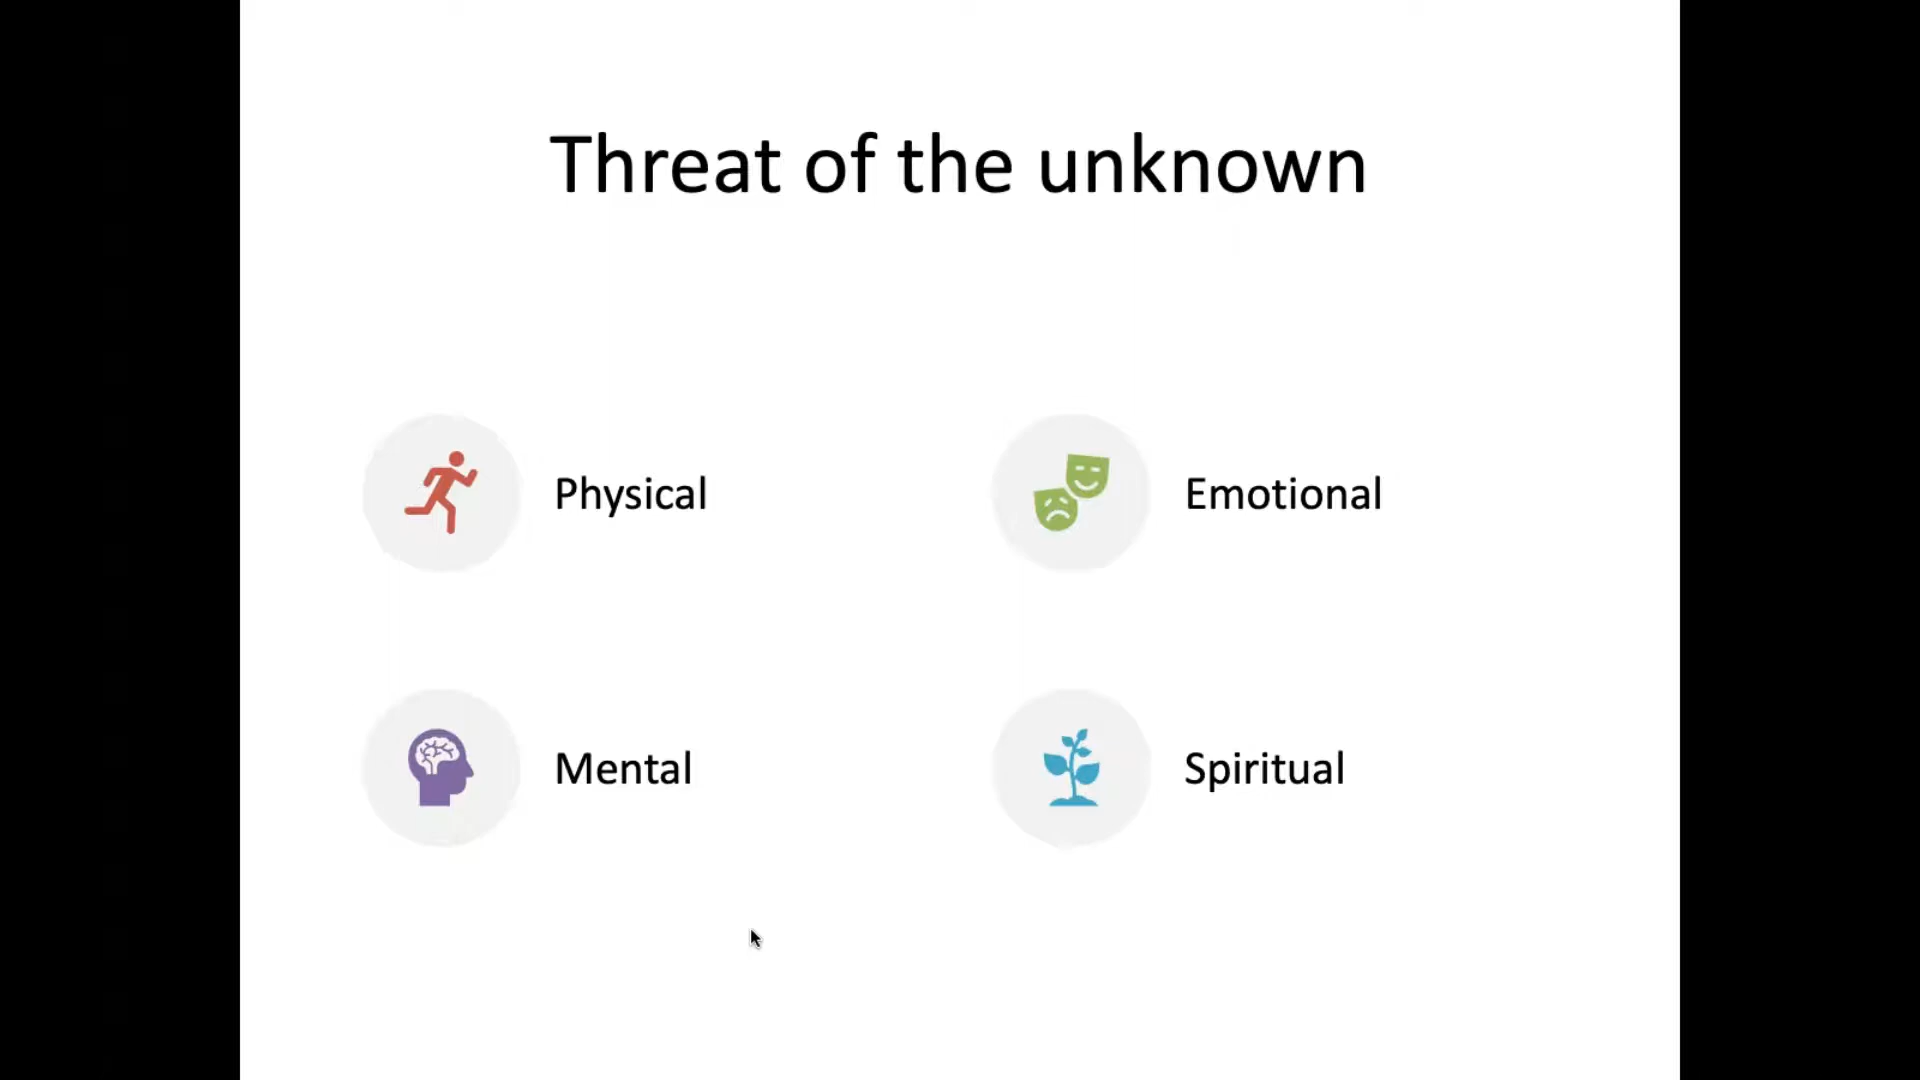 Threat of the unknown
Physical
Emotional
Mental
Spiritual